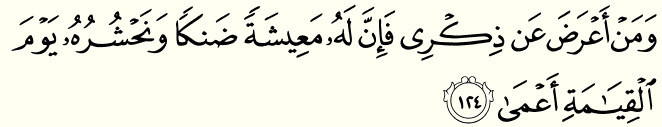 وَمَنۡ أَعۡرَضَ عَن ذِكۡرِي فَإِنَّ لَهُۥ مَعِيشَةٗ ضَنكٗا وَنَحۡشُرُهُۥ يَوۡمَ
ٱلۡقِيَٰمَةِ أَعۡمَىٰ ١٢٤